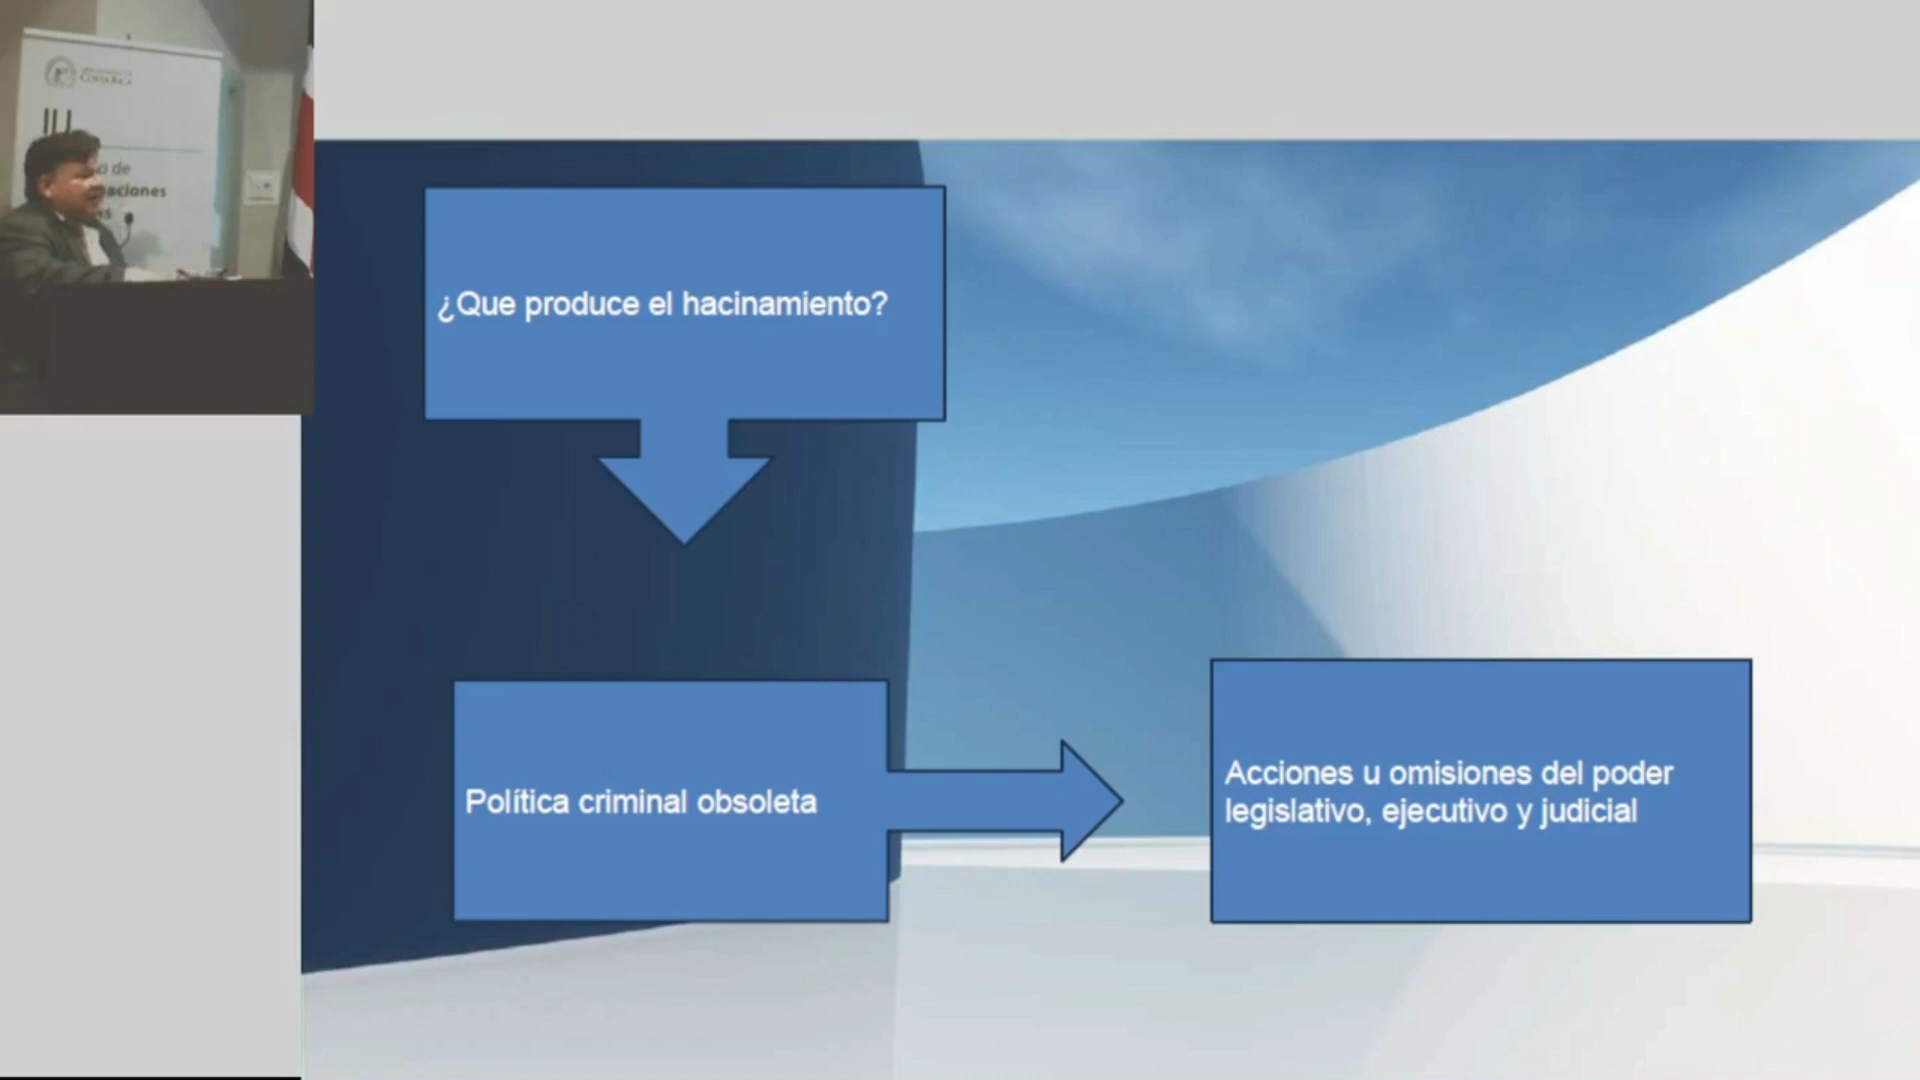 ¿Que produce el hacinamiento?
Política criminal obsoleta
Acciones u omisiones del poder
legislativo, ejecutivo y judicial